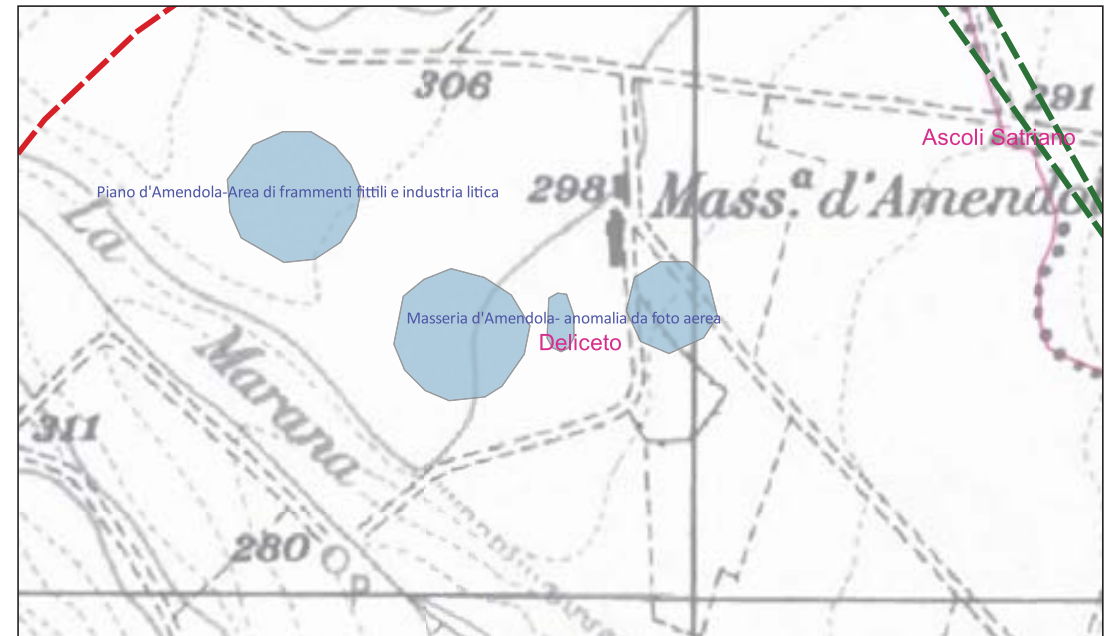 306
291
Ascoli Satriano
Piano d'Amendola-Area di frammenti fittili e industria litica
298
Mass.a d'Amendo
La
Masseria d'Amendola- anomalia da foto aerea
Deliceto
Marana
311
280